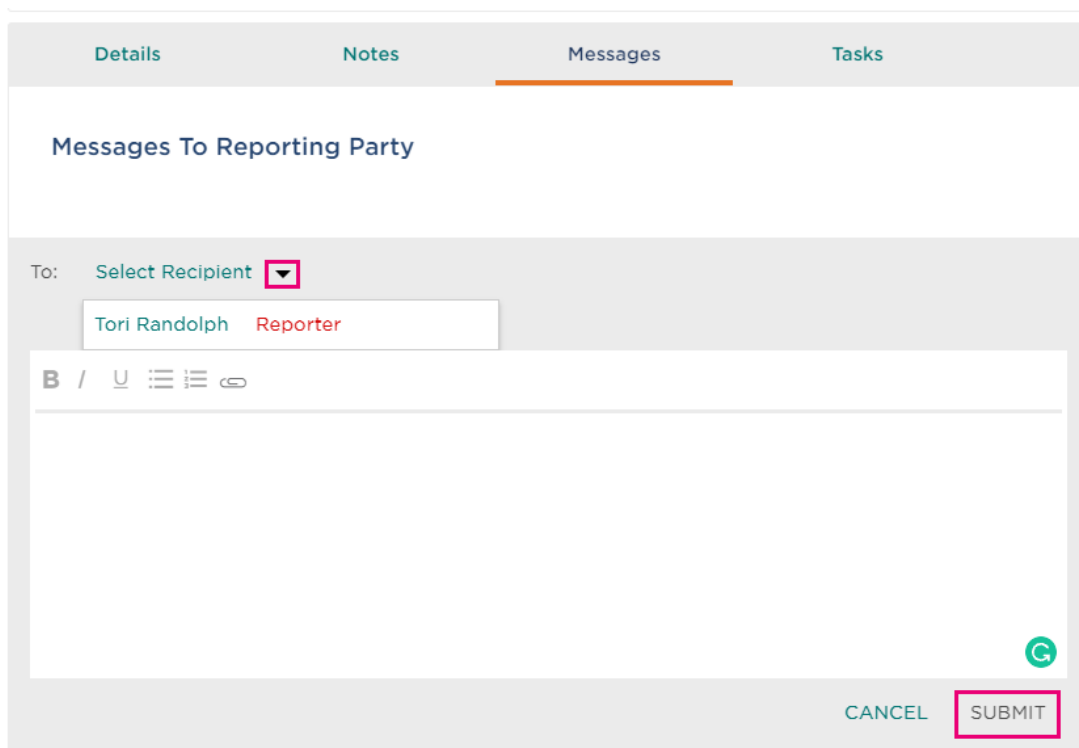 Details Notes Messages Tasks
Messages To Reporting Party
To: Select Recipient
Tori Randolph Reporter
B I U
CANCEL SUBMIT